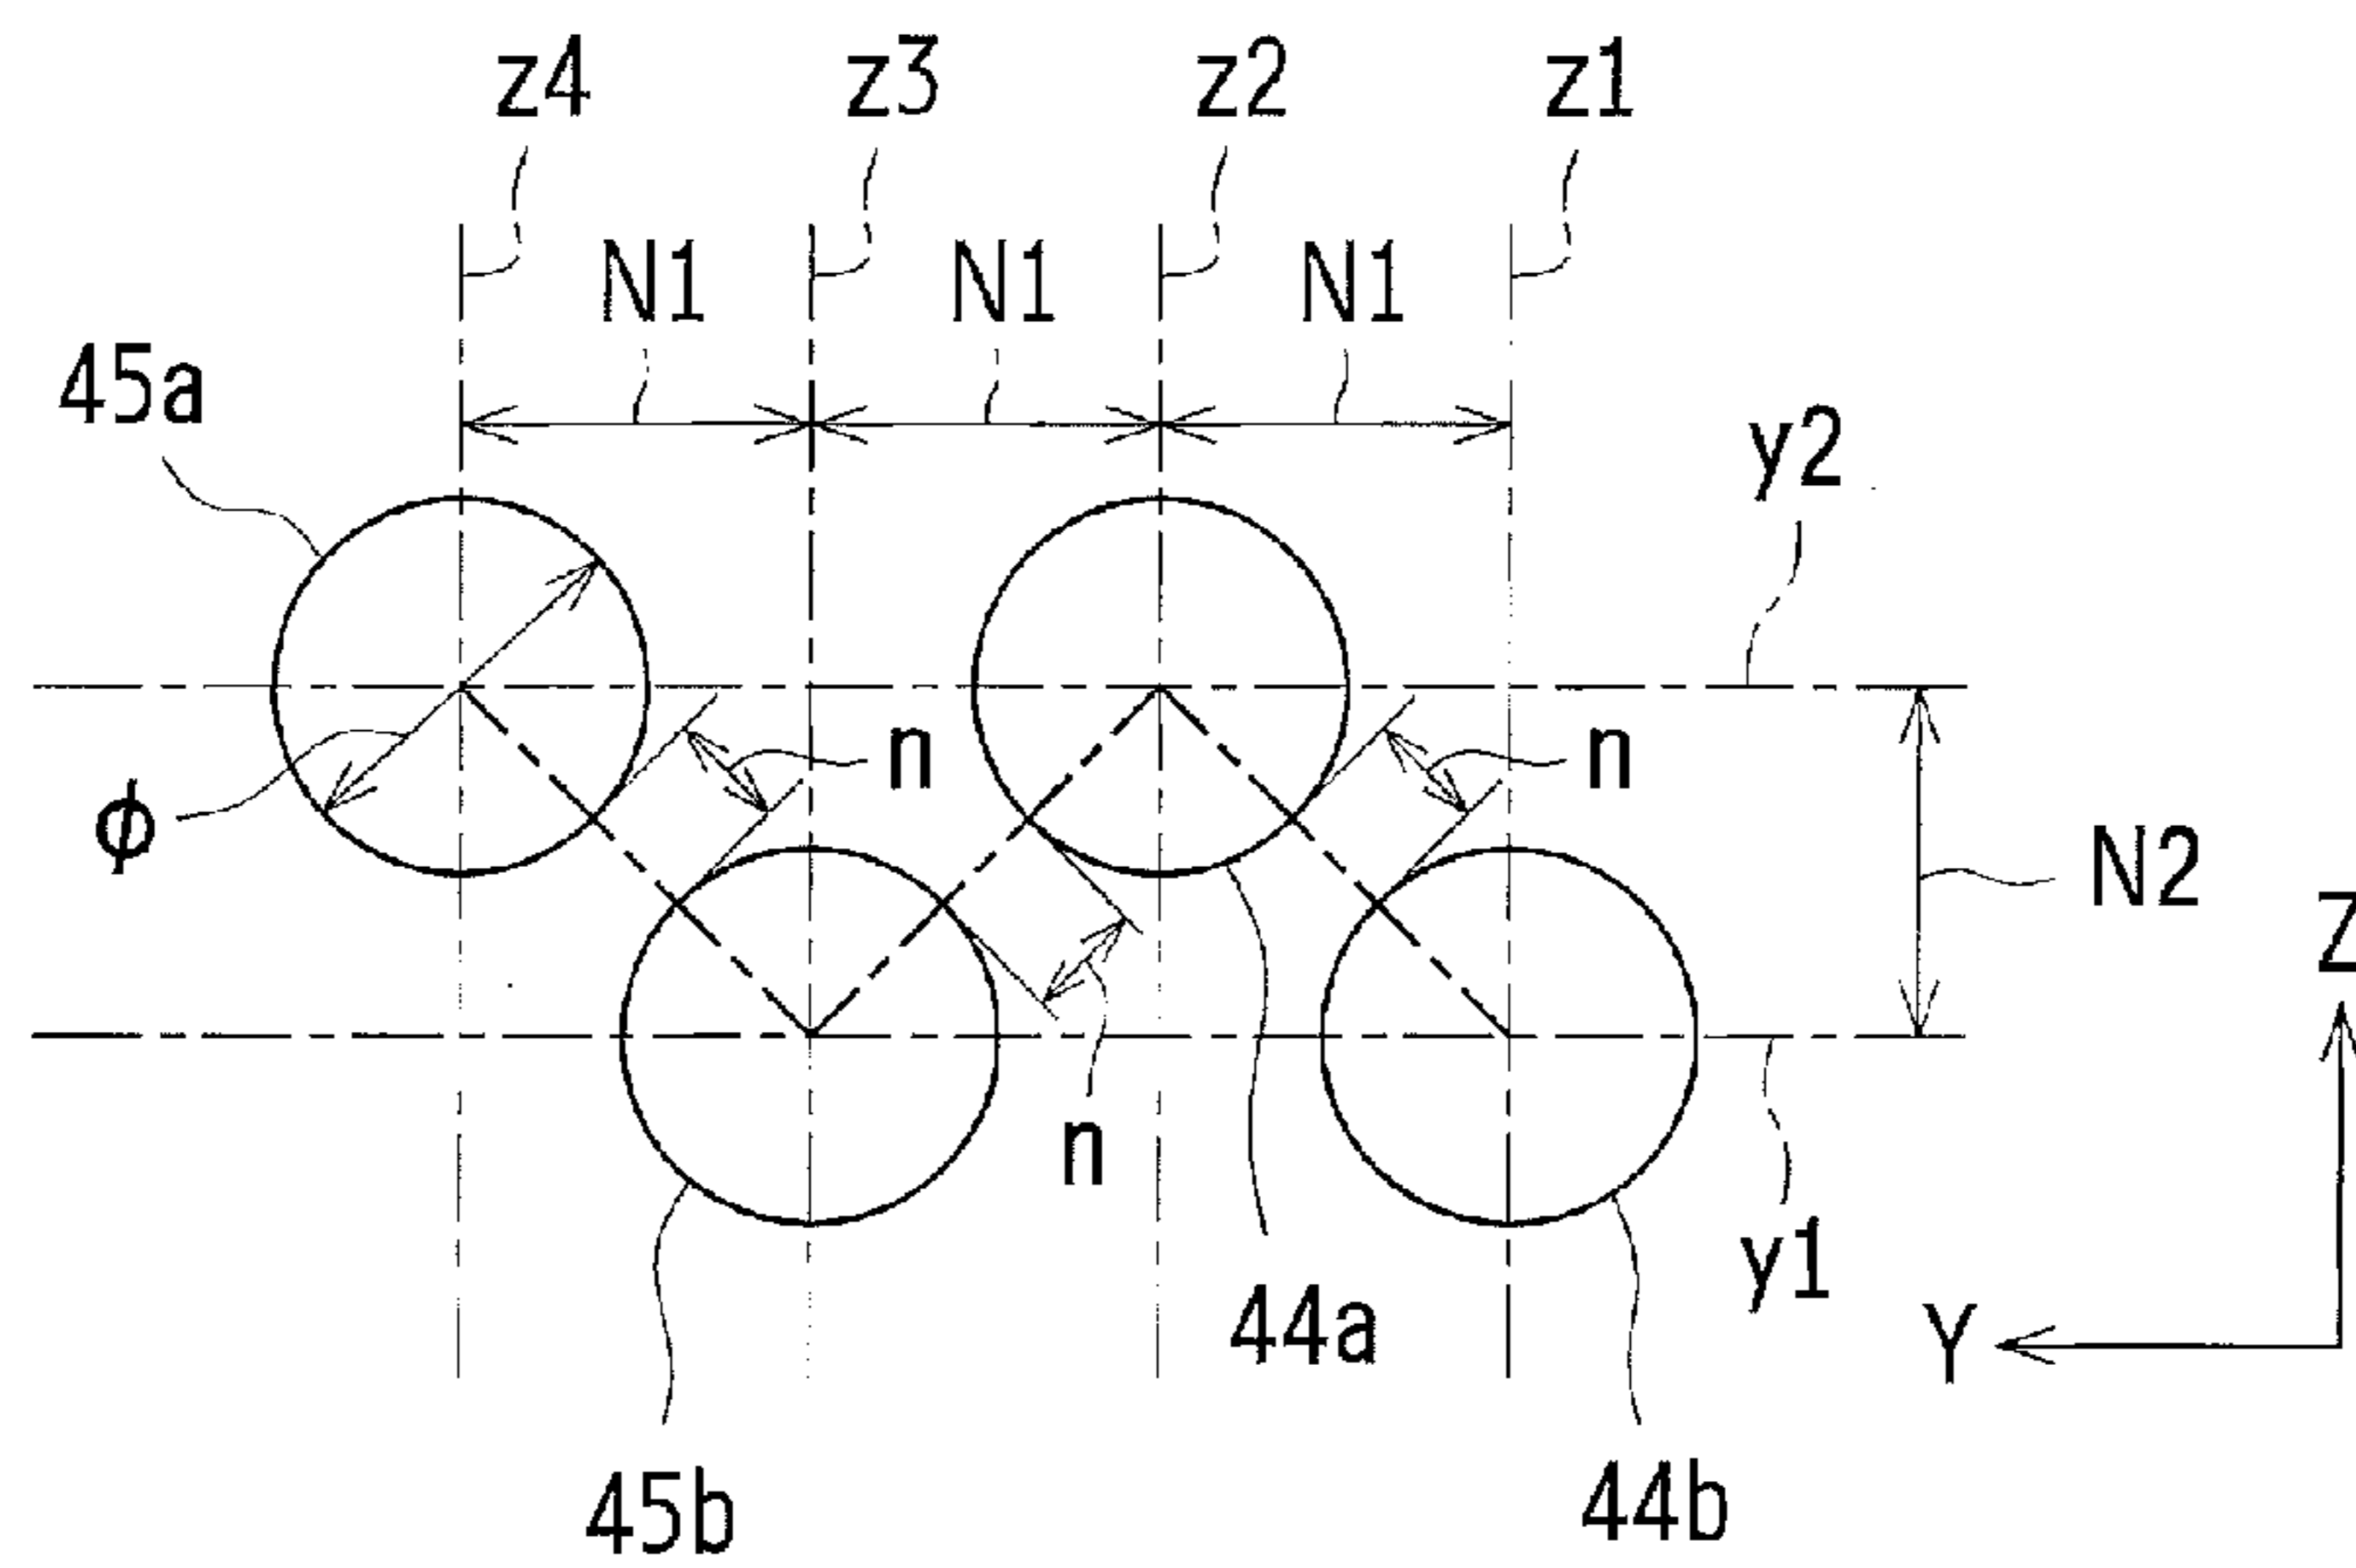 z4 z3 z2 z1
N1 N1 N1
45a
y2
n n
φ
N2
Z
n
y1
44a
Y
45b
44b